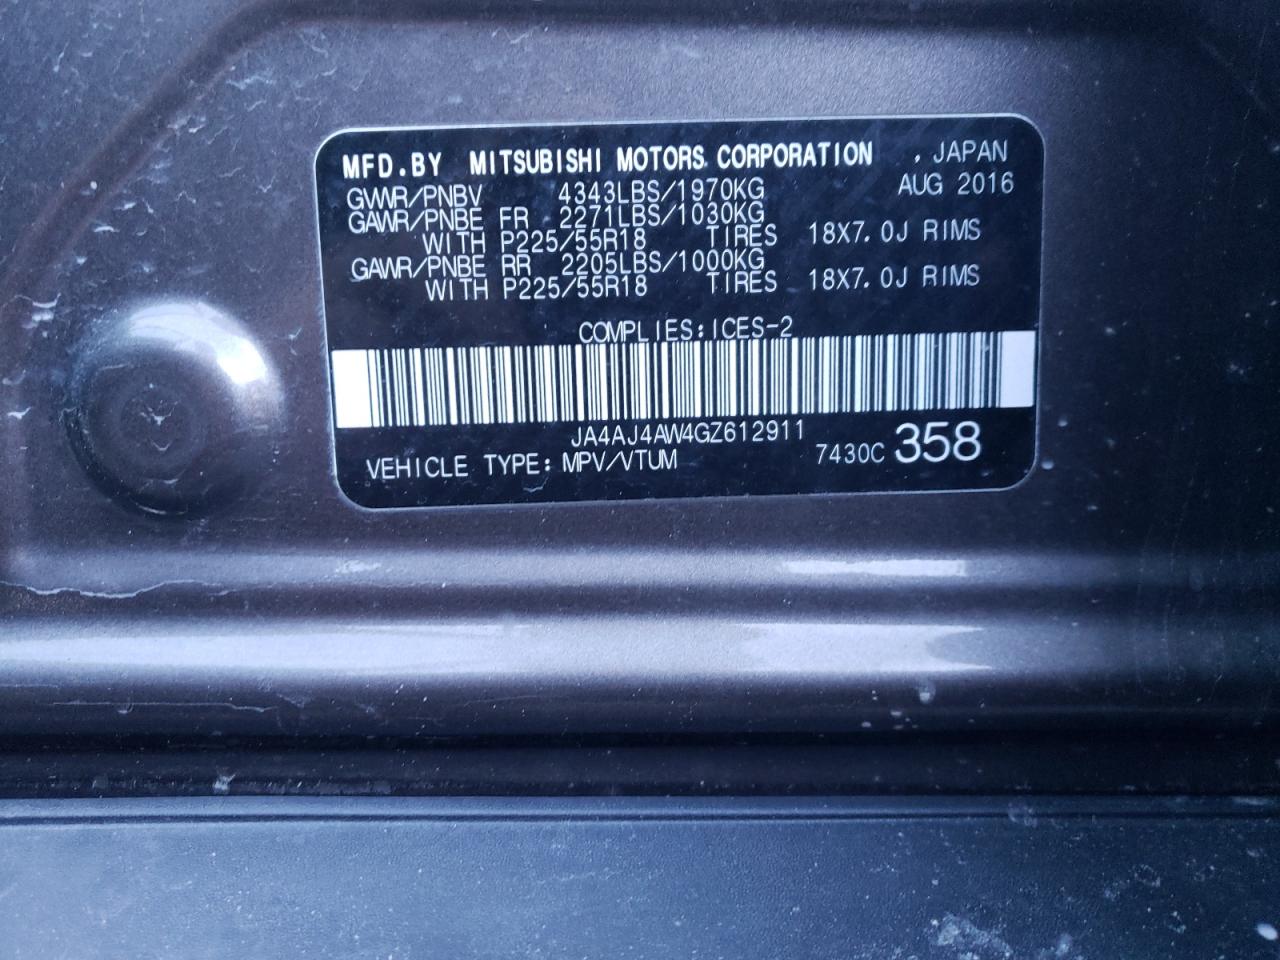 MFD.BY MITSUBISHI MOTORS CORPORATION , JAPAN
GVWR/PNBV 4343LBS/1970KG AUG 2016
GAWR/PNBE FR 2271LBS/1030KG
WITH P225/55R18 TIRES 18X7.0J RIMS
GAWR/PNBE RR 2205LBS/1000KG
WITH P225/55R18 TIRES 18X7.0J RIMS
COMPLIES:ICES-2
JA4AJ4AW4GZ612911
VEHICLE TYPE:MPV/VTUM 7430C 358